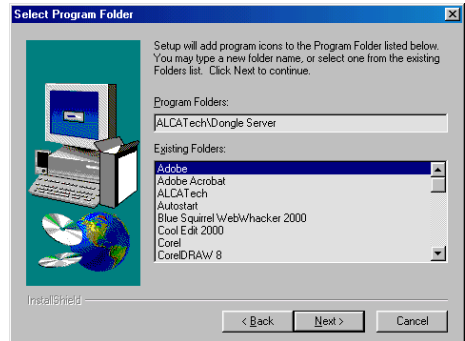 Select Program Folder
Setup will add program icons to the Program Folder listed below.
You may type a new folder name, or select one from the existing
Folders list. Click Next to continue.
Program Folders:
ALCATech\Dongle Server
Existing Folders:
Adobe
Adobe Acrobat
ALCATech
Autostart
Blue Squirrel WebWhacker 2000
Cool Edit 2000
Corel
CorelDRAW 8
InstallShield
< Back Next > Cancel